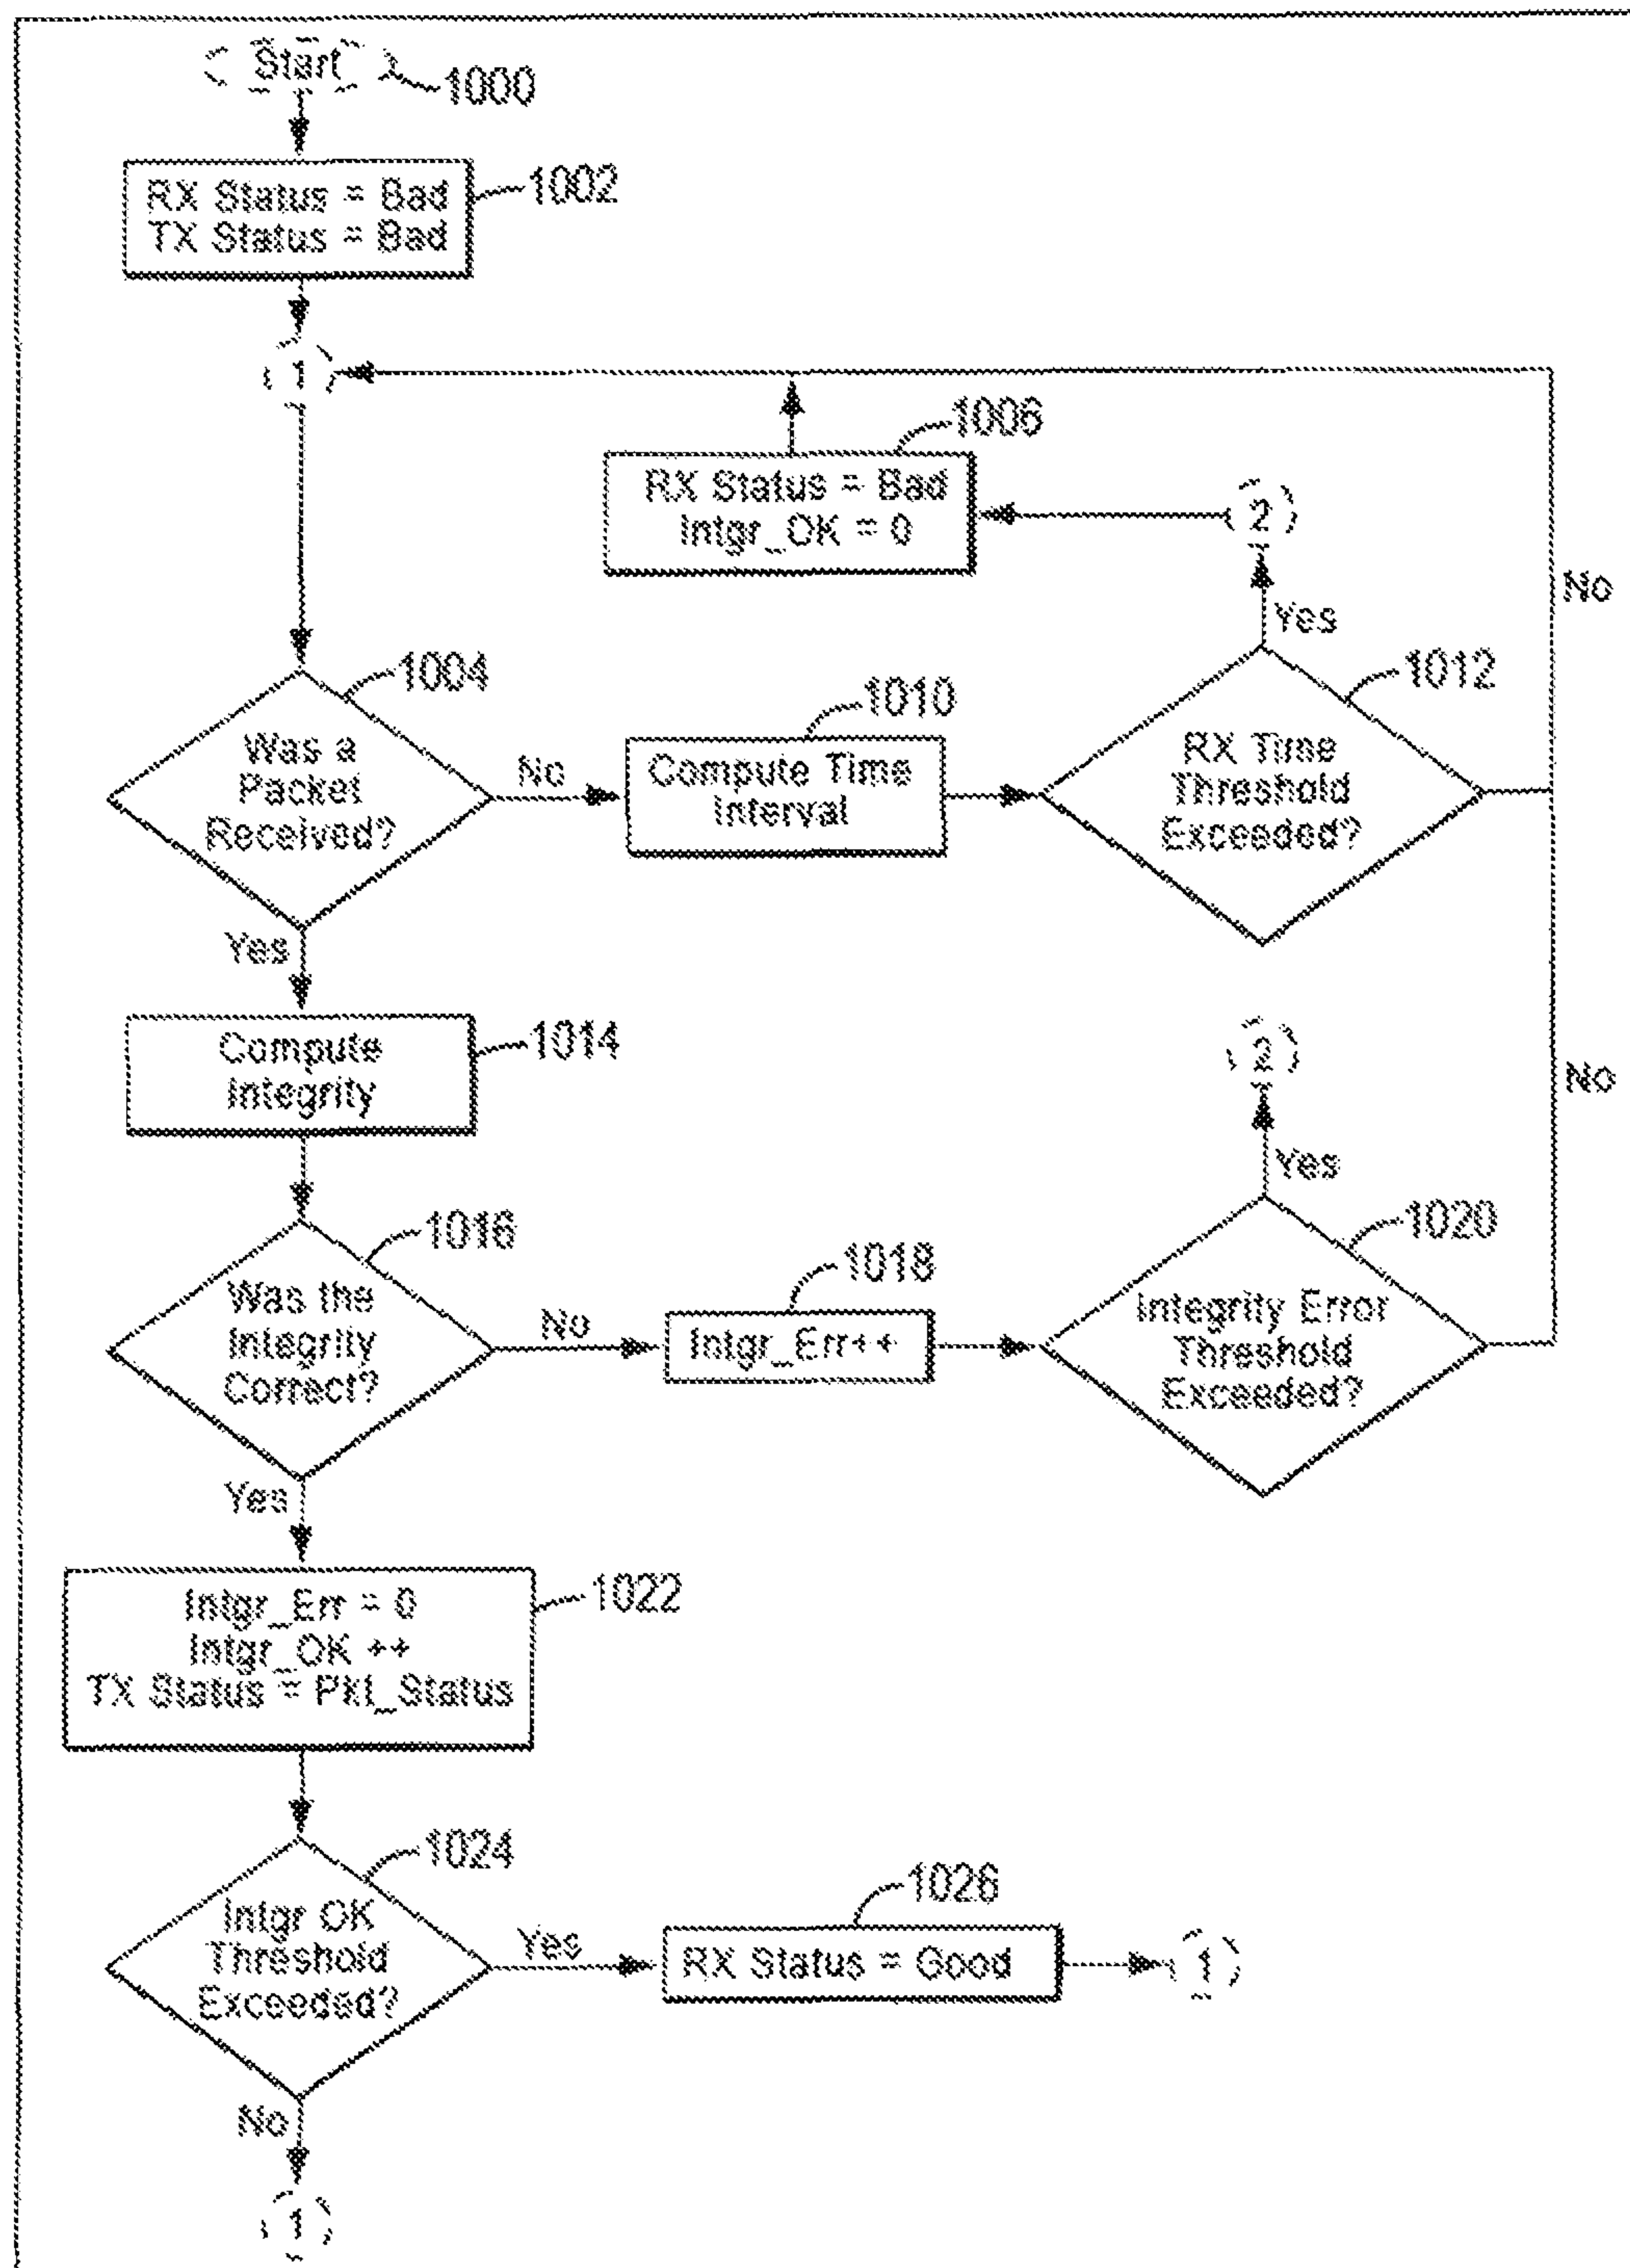 Start
1000
RX Status = Bad
TX Status = Bad
1002
1
1006
RX Status = Bad
Intgr_OK = 0
2
No
Yes
1004
Was a
Packet
Received?
No
1010
Compute Time
Interval
1012
RX Time
Threshold
Exceeded?
Yes
Compute
Integrity
1014
2
No
Yes
1016
Was the
Integrity
Correct?
No
1018
Intgr_Err++
1020
Integrity Error
Threshold
Exceeded?
Yes
Intgr_Err = 0
Intgr_OK ++
TX Status = Pkt_Status
1022
1024
Intgr OK
Threshold
Exceeded?
Yes
1026
RX Status = Good
1
No
1